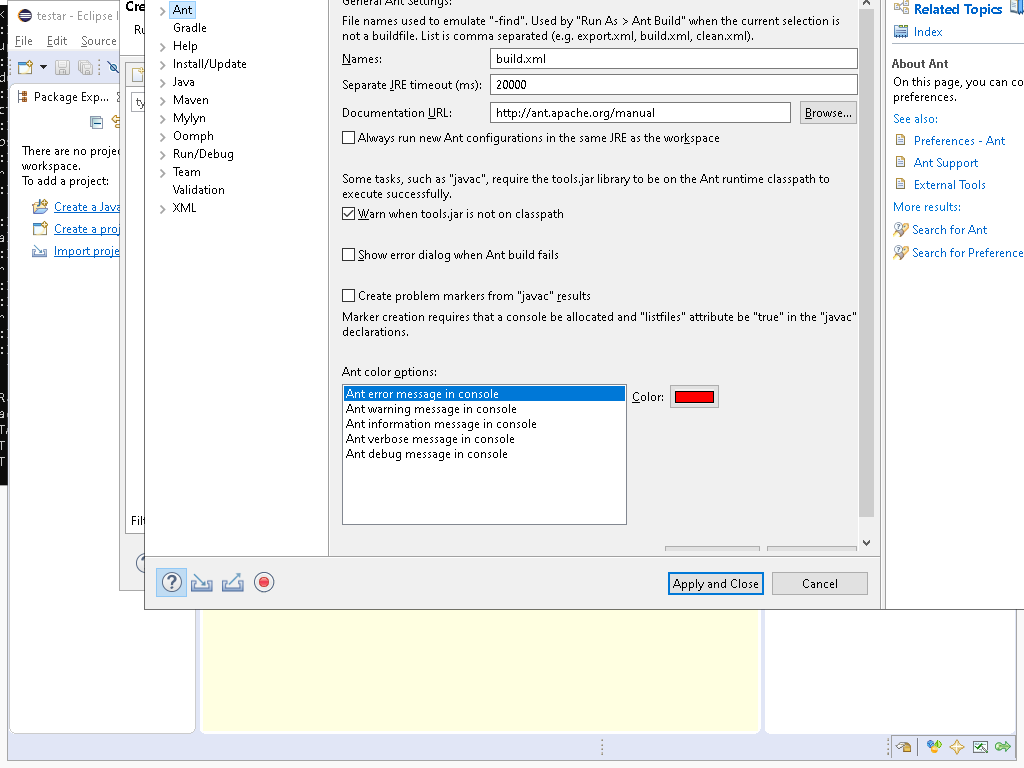 testar - Eclipse I
File Edit Source
Package Exp...
There are no proje
workspace.
To add a project:
Create a Java
Create a proj
Import proje
Cre
Ru
ty
Filt
Ant
Gradle
Help
Install/Update
Java
Maven
Mylyn
Oomph
Run/Debug
Team
Validation
XML
General Ant Settings:
File names used to emulate "-find". Used by "Run As > Ant Build" when the current selection is
not a buildfile. List is comma separated (e.g. export.xml, build.xml, clean.xml).
Names: build.xml
Separate JRE timeout (ms): 20000
Documentation URL: http://ant.apache.org/manual Browse...
Always run new Ant configurations in the same JRE as the workspace
Some tasks, such as "javac", require the tools.jar library to be on the Ant runtime classpath to
execute successfully.
Warn when tools.jar is not on classpath
Show error dialog when Ant build fails
Create problem markers from "javac" results
Marker creation requires that a console be allocated and "listfiles" attribute be "true" in the "javac"
declarations.
Ant color options:
Ant error message in console
Ant warning message in console
Ant information message in console
Ant verbose message in console
Ant debug message in console
Color:
Apply and Close Cancel
Related Topics
Index
About Ant
On this page, you can co
preferences.
See also:
Preferences - Ant
Ant Support
External Tools
More results:
Search for Ant
Search for Preference